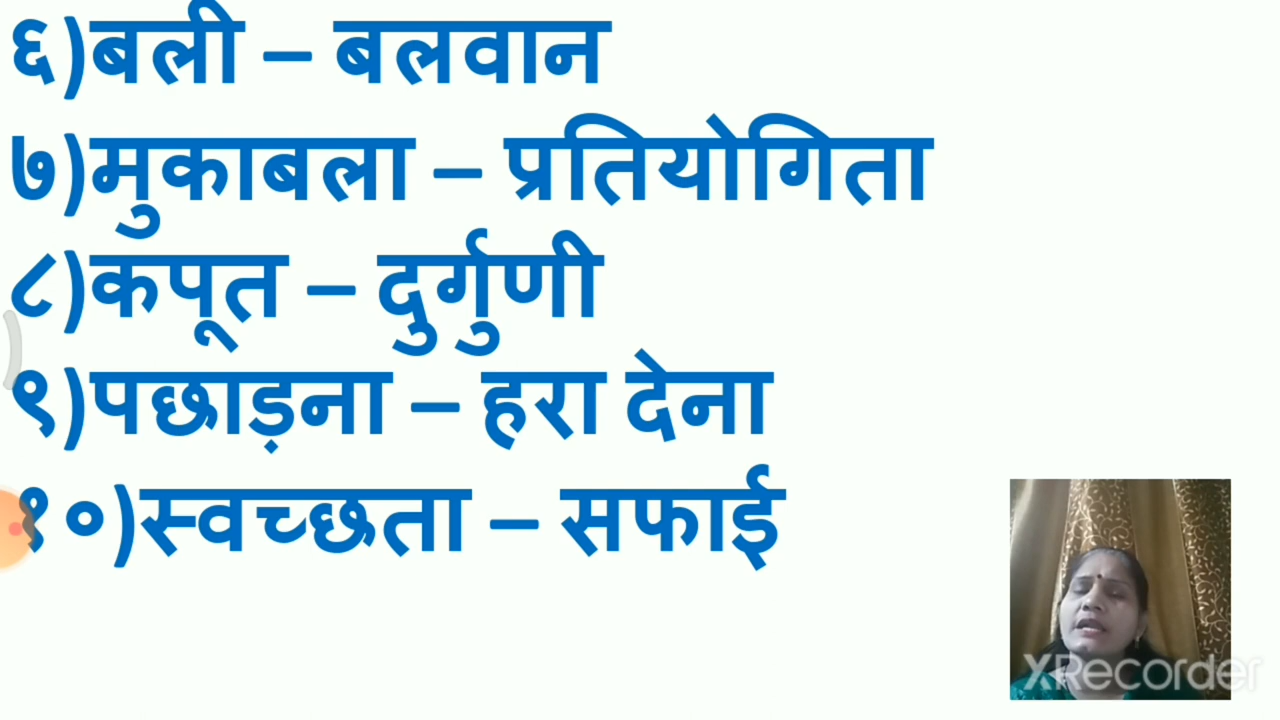 ६)बली – बलवान
७)मुकाबला – प्रतियोगिता
८)कपूत – दुर्गुणी
९)पछाड़ना – हरा देना
१०)स्वच्छता – सफाई
XRecorder